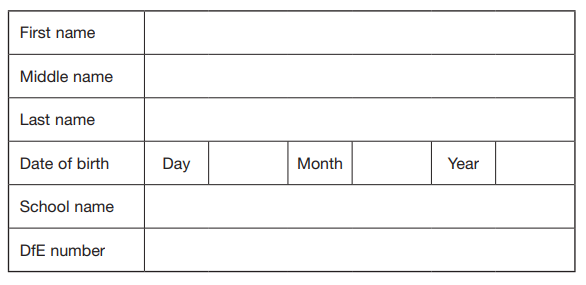 First name
Middle name
Last name
Date of birth Day Month Year
School name
DfE number